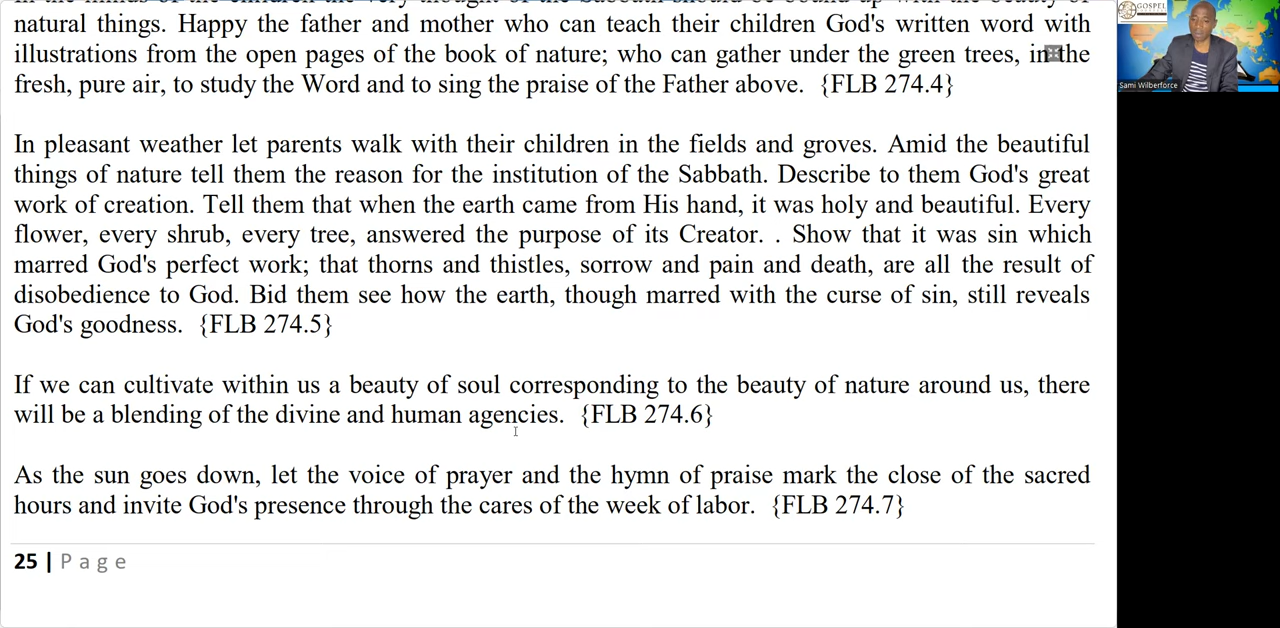 natural things. Happy the father and mother who can teach their children God's written word with
illustrations from the open pages of the book of nature; who can gather under the green trees, in the
fresh, pure air, to study the Word and to sing the praise of the Father above. {FLB 274.4}
In pleasant weather let parents walk with their children in the fields and groves. Amid the beautiful
things of nature tell them the reason for the institution of the Sabbath. Describe to them God's great
work of creation. Tell them that when the earth came from His hand, it was holy and beautiful. Every
flower, every shrub, every tree, answered the purpose of its Creator. . Show that it was sin which
marred God's perfect work; that thorns and thistles, sorrow and pain and death, are all the result of
disobedience to God. Bid them see how the earth, though marred with the curse of sin, still reveals
God's goodness. {FLB 274.5}
If we can cultivate within us a beauty of soul corresponding to the beauty of nature around us, there
will be a blending of the divine and human agencies. {FLB 274.6}
As the sun goes down, let the voice of prayer and the hymn of praise mark the close of the sacred
hours and invite God's presence through the cares of the week of labor. {FLB 274.7}
25 | Page
GOSPEL
Sami Wilberforce